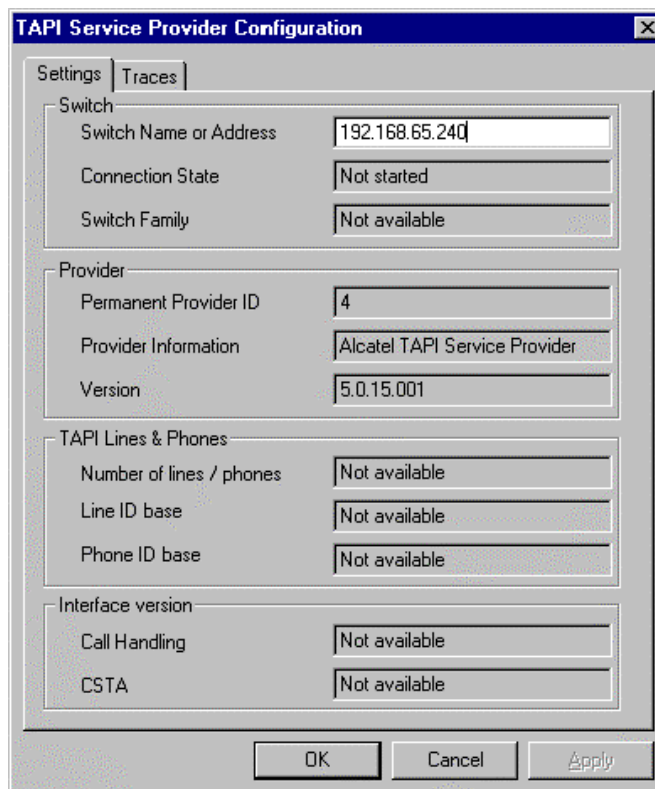 TAPI Service Provider Configuration
Settings Traces
Switch
Switch Name or Address 192.168.65.240
Connection State Not started
Switch Family Not available
Provider
Permanent Provider ID 4
Provider Information Alcatel TAPI Service Provider
Version 5.0.15.001
TAPI Lines & Phones
Number of lines / phones Not available
Line ID base Not available
Phone ID base Not available
Interface version
Call Handling Not available
CSTA Not available
OK Cancel Apply